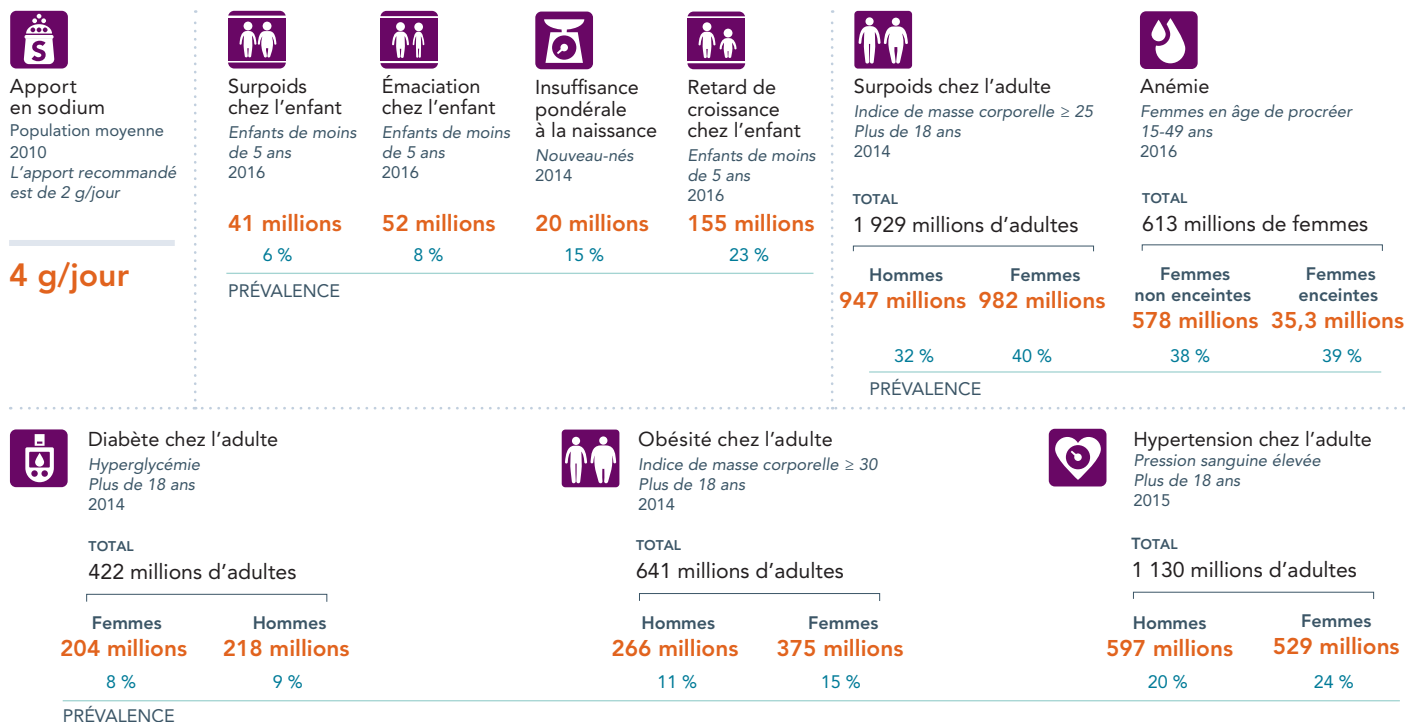 S
Apport
en sodium
Population moyenne
2010
L'apport recommandé
est de 2 g/jour
4 g/jour
Surpoids
chez l'enfant
Enfants de moins
de 5 ans
2016
41 millions
6 %
Émaciation
chez l'enfant
Enfants de moins
de 5 ans
2016
52 millions
8 %
Insuffisance
pondérale
à la naissance
Nouveau-nés
2014
20 millions
15 %
Retard de
croissance
chez l'enfant
Enfants de moins
de 5 ans
2016
155 millions
23 %
PRÉVALENCE
Surpoids chez l'adulte
Indice de masse corporelle ≥ 25
Plus de 18 ans
2014
TOTAL
1 929 millions d'adultes
Hommes
947 millions
32 %
Femmes
982 millions
40 %
Anémie
Femmes en âge de procréer
15-49 ans
2016
TOTAL
613 millions de femmes
Femmes
non enceintes
578 millions
38 %
Femmes
enceintes
35,3 millions
39 %
PRÉVALENCE
Diabète chez l'adulte
Hyperglycémie
Plus de 18 ans
2014
TOTAL
422 millions d'adultes
Femmes
204 millions
8 %
Hommes
218 millions
9 %
Obésité chez l'adulte
Indice de masse corporelle ≥ 30
Plus de 18 ans
2014
TOTAL
641 millions d'adultes
Hommes
266 millions
11 %
Femmes
375 millions
15 %
Hypertension chez l'adulte
Pression sanguine élevée
Plus de 18 ans
2015
TOTAL
1 130 millions d'adultes
Hommes
597 millions
20 %
Femmes
529 millions
24 %
PRÉVALENCE